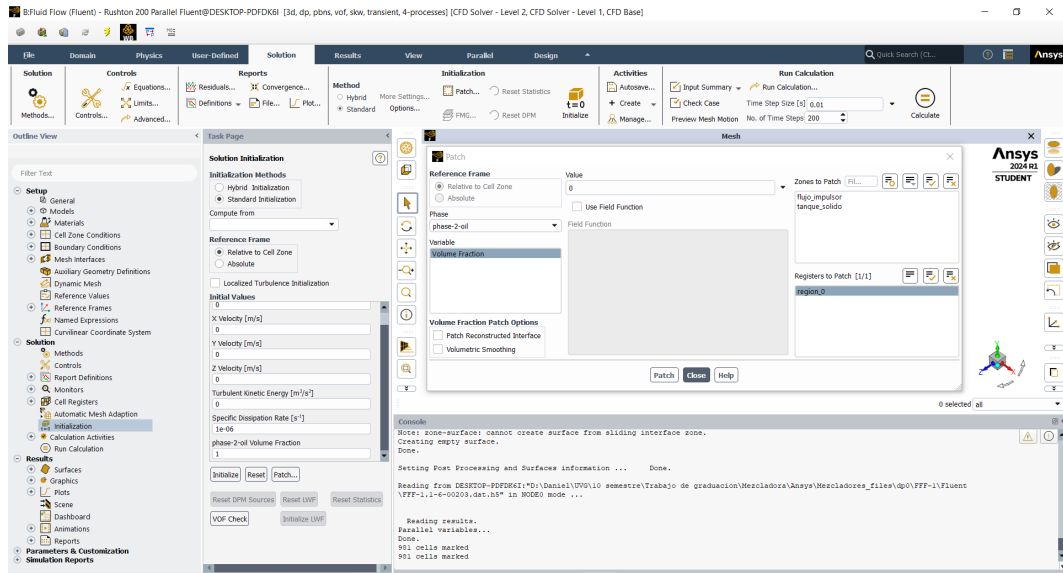 B:Fluid Flow (Fluent) - Rushton 200 Parallel Fluent@DESKTOP-PDFDK6I [3d, dp, pbns, vof, skw, transient, 4-processes] [CFD Solver - Level 2, CFD Solver - Level 1, CFD Base]
File Domain Physics User-Defined Solution Results View Parallel Design
Quick Search (Ct...
Ansys
Solution
Methods...
Controls
Controls...
Equations...
Limits...
Advanced...
Reports
Residuals... Convergence...
Definitions File... Plot...
Initialization
Method
Hybrid
Standard
More Settings...
Options...
Patch... Reset Statistics
FMG... Reset DPM
t=0
Initialize
Activities
Autosave...
Create
Manage...
Run Calculation
Input Summary Run Calculation...
Check Case Time Step Size [s] 0.01
Preview Mesh Motion No. of Time Steps 200
Calculate
Outline View
Filter Text
Setup
General
Models
Materials
Cell Zone Conditions
Boundary Conditions
Mesh Interfaces
Auxiliary Geometry Definitions
Dynamic Mesh
Reference Values
Reference Frames
Named Expressions
Curvilinear Coordinate System
Solution
Methods
Controls
Report Definitions
Monitors
Cell Registers
Automatic Mesh Adaption
Initialization
Calculation Activities
Run Calculation
Results
Surfaces
Graphics
Plots
Scene
Dashboard
Animations
Reports
Parameters & Customization
Simulation Reports
Task Page
Solution Initialization
Initialization Methods
Hybrid Initialization
Standard Initialization
Compute from
Reference Frame
Relative to Cell Zone
Absolute
Localized Turbulence Initialization
Initial Values
0
X Velocity [m/s]
0
Y Velocity [m/s]
0
Z Velocity [m/s]
0
Turbulent Kinetic Energy [m²/s²]
0
Specific Dissipation Rate [s⁻¹]
1e-06
phase-2-oil Volume Fraction
1
Initialize Reset Patch...
Reset DPM Sources Reset LWF Reset Statistics
VOF Check Initialize LWF
Mesh
Ansys
2024 R1
STUDENT
Patch
Reference Frame
Relative to Cell Zone
Absolute
Phase
phase-2-oil
Variable
Volume Fraction
Volume Fraction Patch Options
Patch Reconstructed Interface
Volumetric Smoothing
Value
0
Use Field Function
Field Function
Zones to Patch Fil...
flujo_impulsor
tanque_solido
Registers to Patch [1/1]
region_0
Patch Close Help
0 selected all
Console
Note: zone-surface: cannot create surface from sliding interface zone.
Creating empty surface.
Done.
Setting Post Processing and Surfaces information ... Done.
Reading from DESKTOP-PDFDK6I:"D:\Daniel\UVG\10 semestre\Trabajo de graduacion\Mezcladora\Ansys\Mezcladores_files\dp0\FFF-1\Fluent
\FFF-1.1-6-00203.dat.h5" in NODE0 mode ...
Reading results.
Parallel variables...
Done.
981 cells marked
981 cells marked